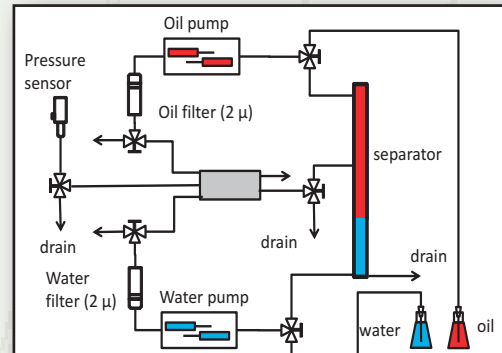 Oil pump
Pressure
sensor
Oil filter (2 μ)
separator
drain
drain
drain
Water
filter (2 μ)
Water pump
water
oil